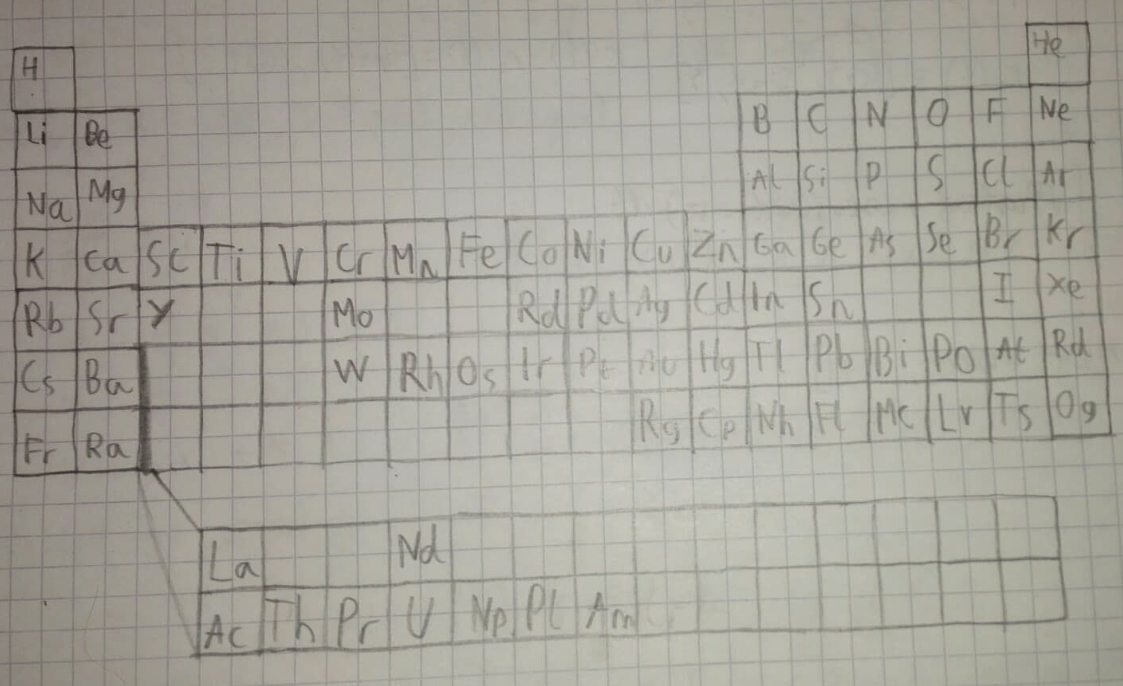 H He
Li Be B C N O F Ne
Na Mg Al Si P S Cl Ar
K Ca Sc Ti V Cr Mn Fe Co Ni Cu Zn Ga Ge As Se Br Kr
Rb Sr Y Mo Rd Pd Ag Cd In Sn I Xe
Cs Ba W Rh Os Ir Pt Au Hg Tl Pb Bi Po At Rd
Fr Ra Rg Cp Nh Fl Mc Lv Ts Og
La Nd
Ac Th Pr U Np Pl Am